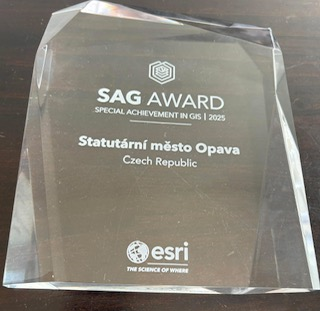 SAG AWARD
SPECIAL ACHIEVEMENT IN GIS | 2025
Statutární město Opava
Czech Republic
esri
THE SCIENCE OF WHERE